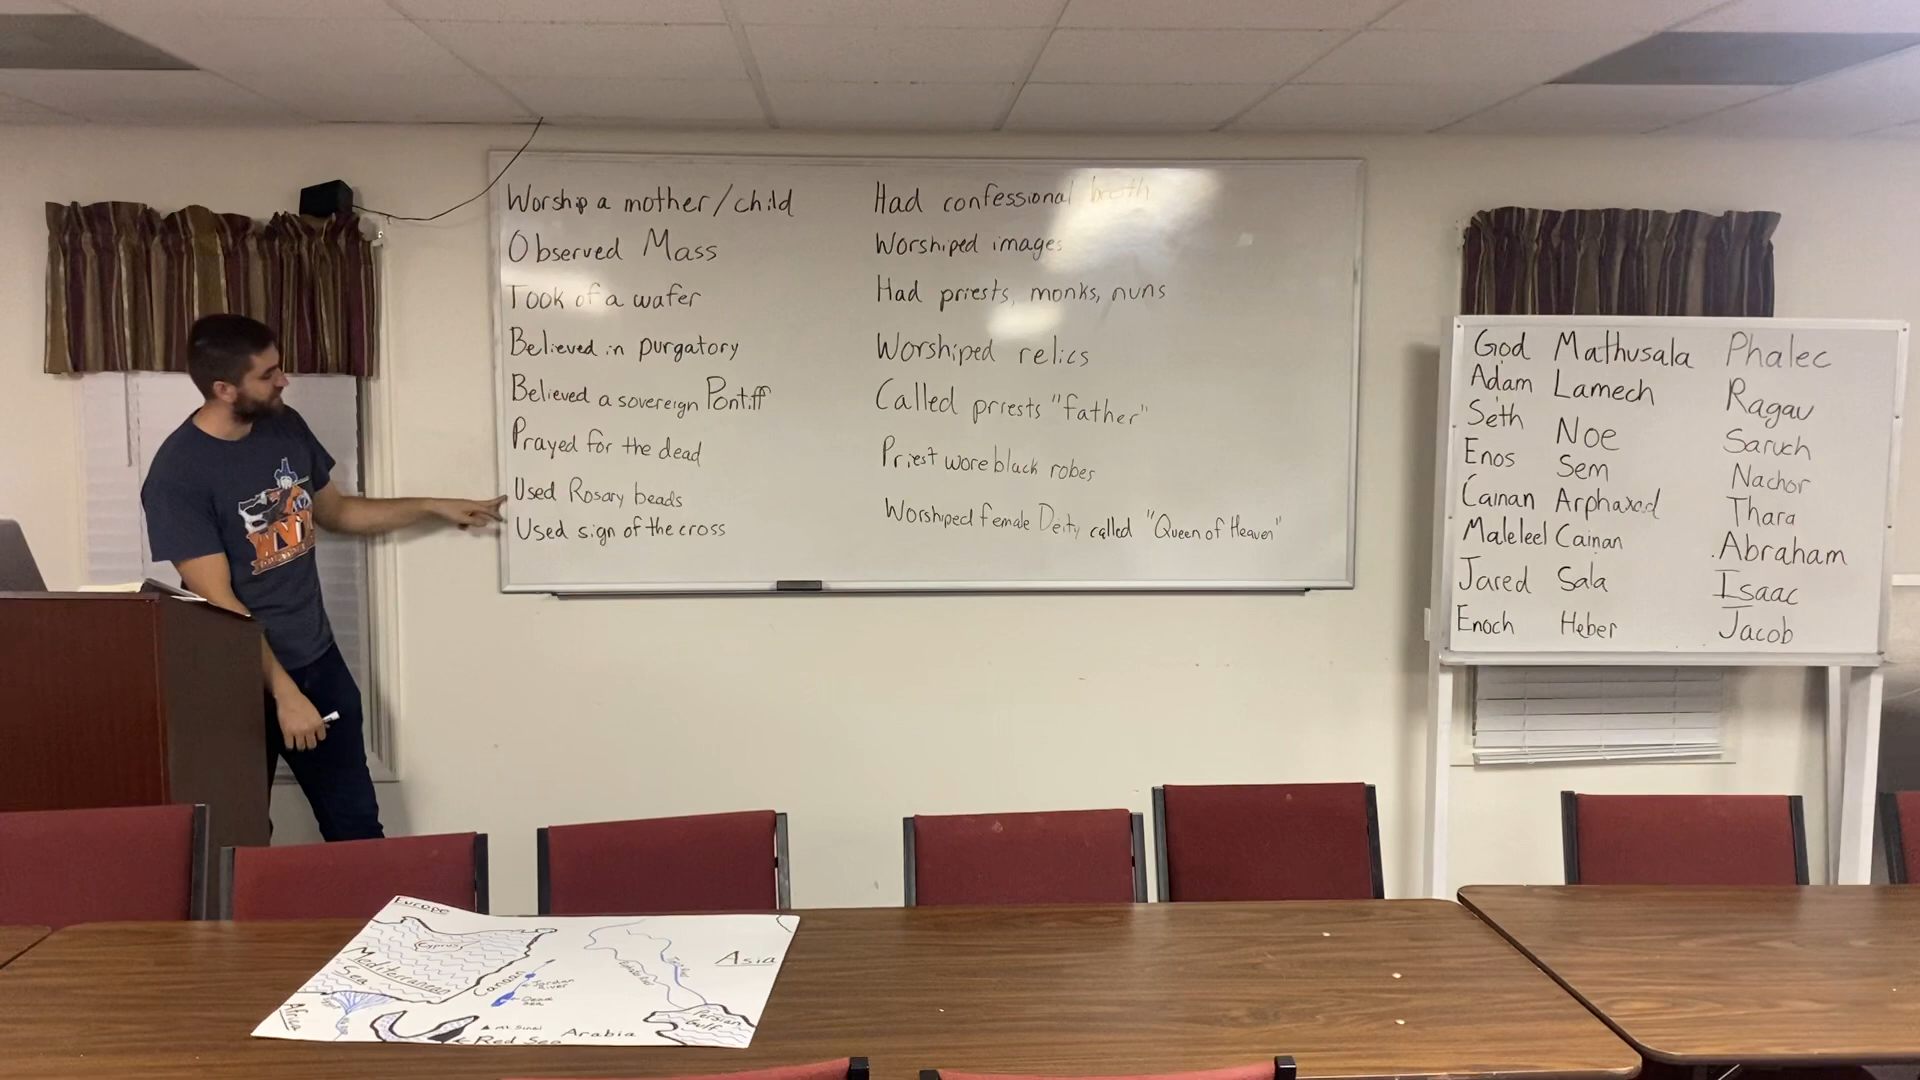 Worship a mother/child
Observed Mass
Took of a wafer
Believed in purgatory
Believed a sovereign Pontiff
Prayed for the dead
Used Rosary beads
Used sign of the cross
Had confessional broth
Worshiped images
Had priests, monks, nuns
Worshiped relics
Called priests "father"
Priest wore black robes
Worshiped female Deity called "Queen of Heaven"
God
Adam
Seth
Enos
Cainan
Maleleel
Jared
Enoch
Mathusala
Lamech
Noe
Sem
Arphaxad
Cainan
Sala
Heber
Phalec
Ragau
Saruch
Nachor
Thara
Abraham
Isaac
Jacob
Europe
Cyprus
Mediterranean
Sea
Canaan
Jordan
River
Dead
Sea
Africa
Mt Sinai
Red Sea
Arabia
Asia
Persian
Gulf